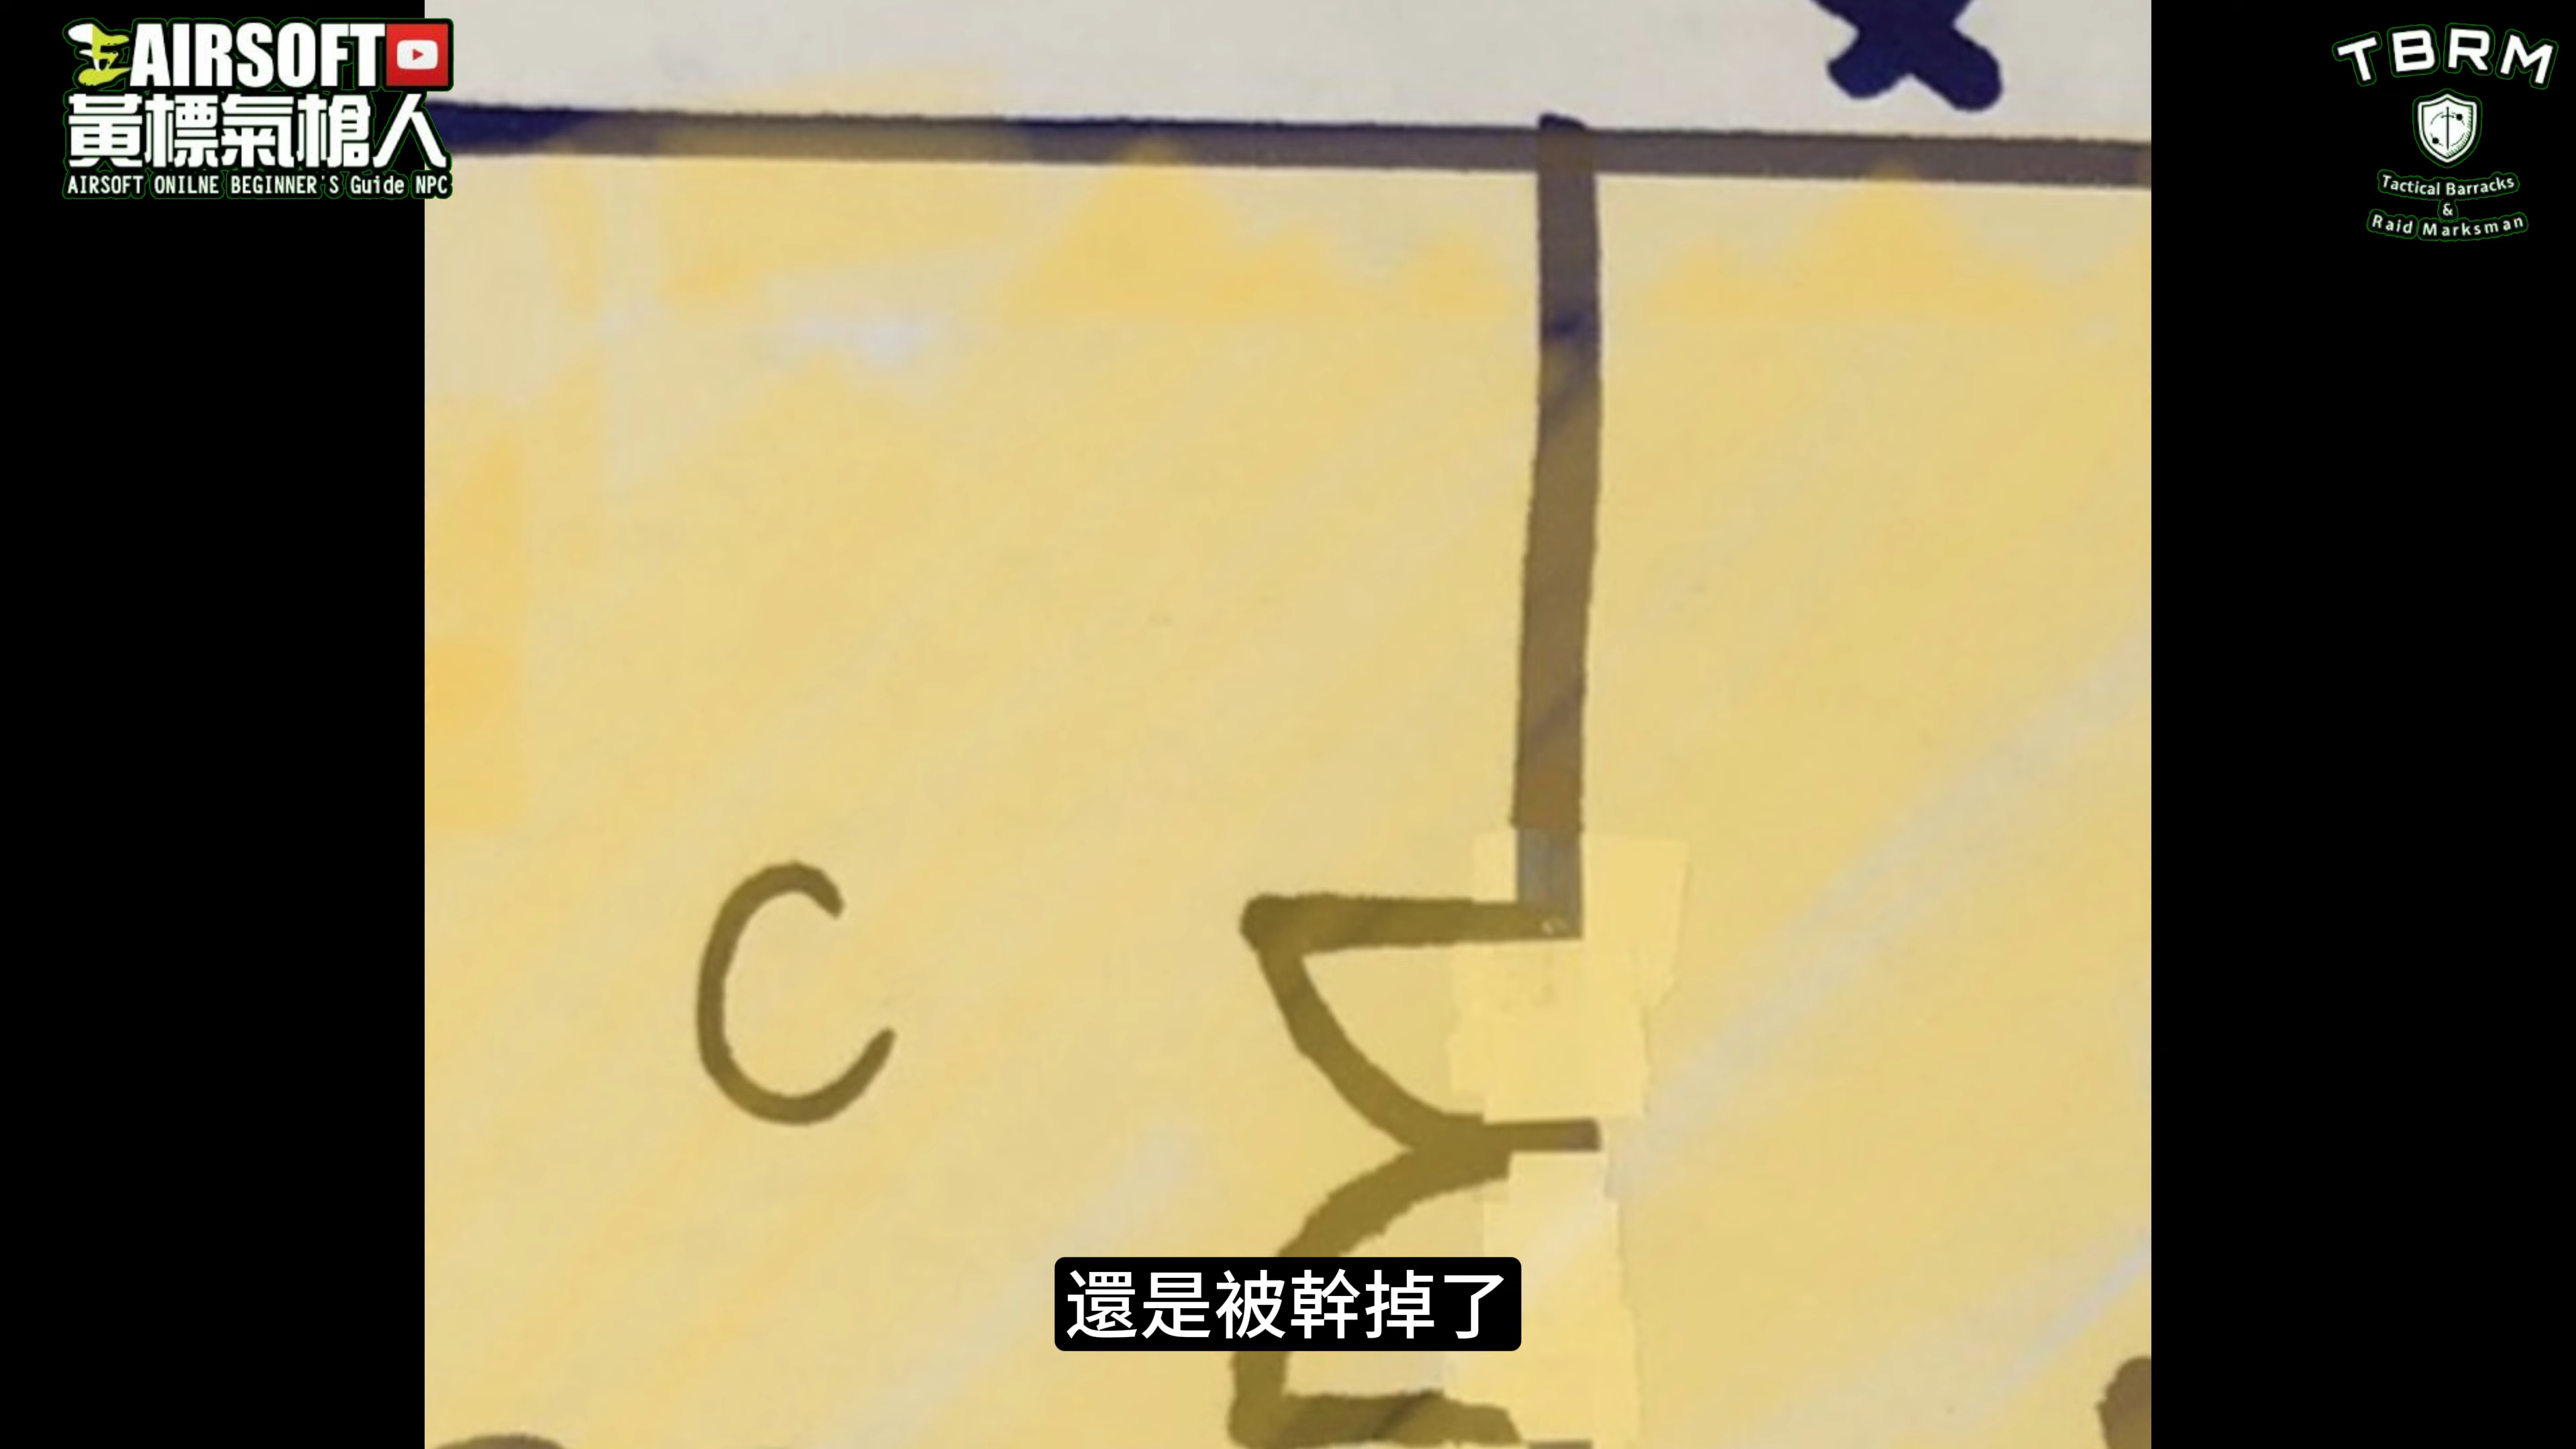 AIRSOFT
黃標氣槍人
AIRSOFT ONILNE BEGINNER'S Guide NPC
TBRM
Tactical Barracks
&
Raid Marksman
C
還是被幹掉了